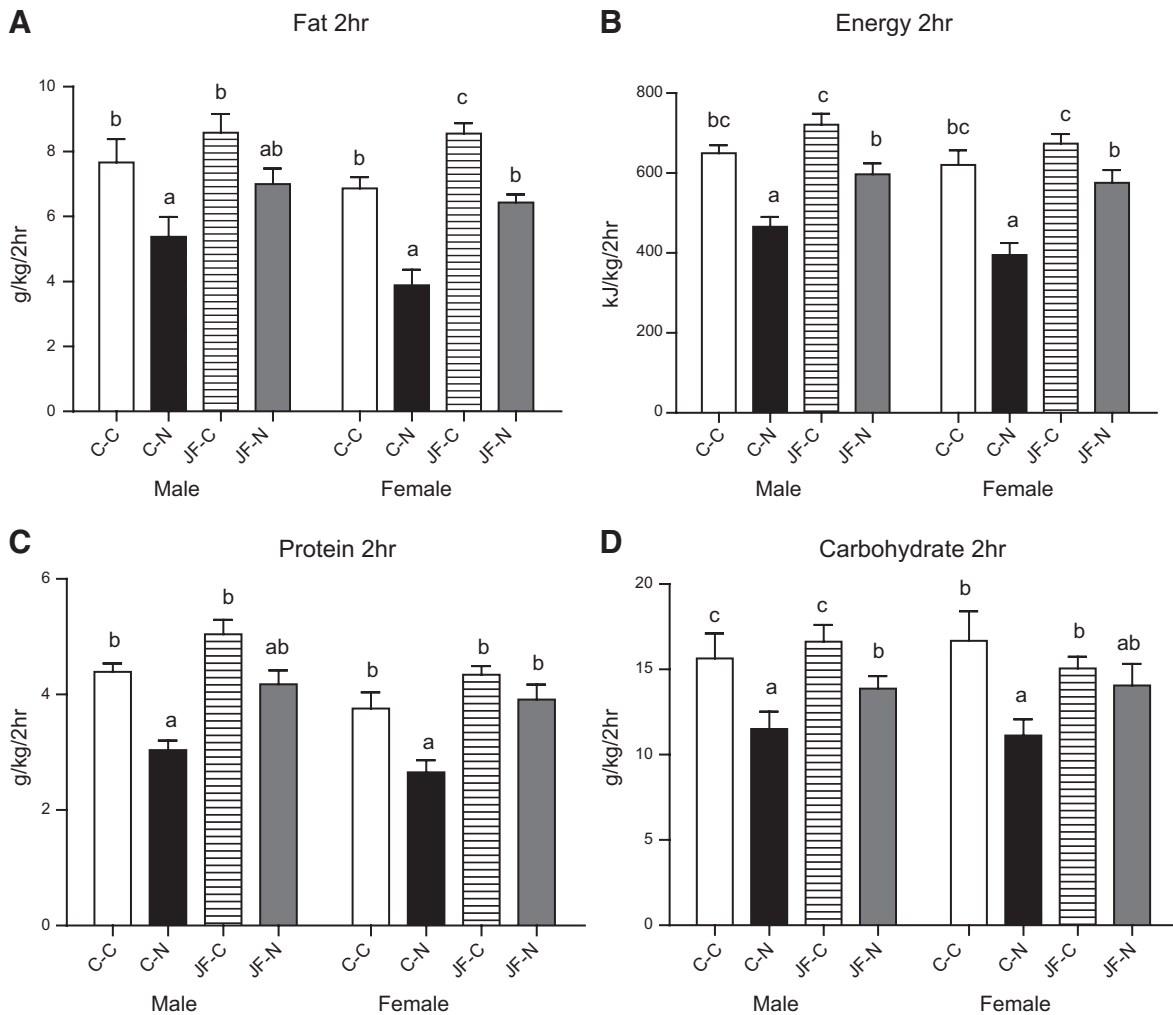 A
Fat 2hr
g/kg/2hr
10
8
6
4
2
0
b
a
b
ab
b
a
c
b
C-C
C-N
JF-C
JF-N
C-C
C-N
JF-C
JF-N
Male
Female
B
Energy 2hr
kJ/kg/2hr
800
600
400
200
0
bc
a
c
b
bc
a
c
b
C-C
C-N
JF-C
JF-N
C-C
C-N
JF-C
JF-N
Male
Female
C
Protein 2hr
g/kg/2hr
6
4
2
0
b
a
b
ab
b
a
b
b
C-C
C-N
JF-C
JF-N
C-C
C-N
JF-C
JF-N
Male
Female
D
Carbohydrate 2hr
g/kg/2hr
20
15
10
5
0
c
a
c
b
b
a
b
ab
C-C
C-N
JF-C
JF-N
C-C
C-N
JF-C
JF-N
Male
Female